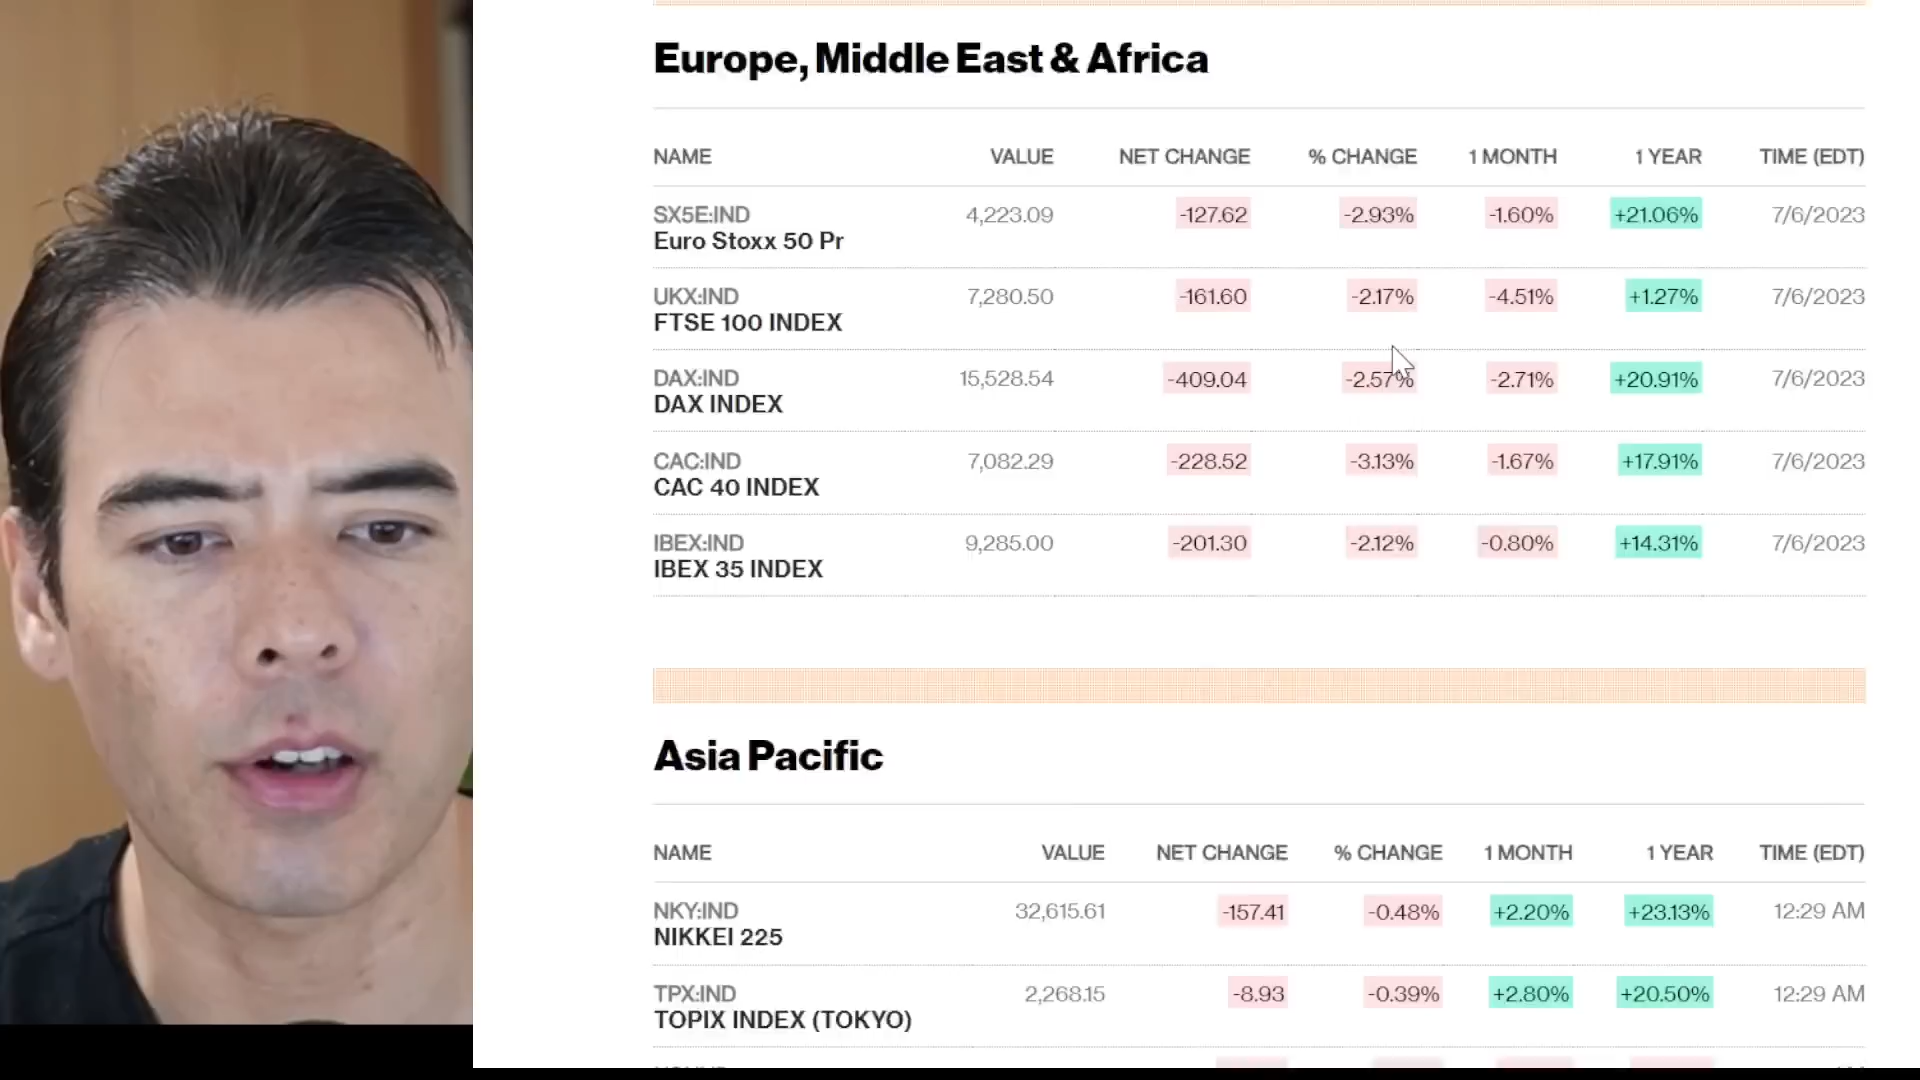 Europe, Middle East & Africa
NAME VALUE NET CHANGE % CHANGE 1 MONTH 1 YEAR TIME (EDT)
SX5E:IND 4,223.09 -127.62 -2.93% -1.60% +21.06% 7/6/2023
Euro Stoxx 50 Pr
UKX:IND 7,280.50 -161.60 -2.17% -4.51% +1.27% 7/6/2023
FTSE 100 INDEX
DAX:IND 15,528.54 -409.04 -2.57% -2.71% +20.91% 7/6/2023
DAX INDEX
CAC:IND 7,082.29 -228.52 -3.13% -1.67% +17.91% 7/6/2023
CAC 40 INDEX
IBEX:IND 9,285.00 -201.30 -2.12% -0.80% +14.31% 7/6/2023
IBEX 35 INDEX
Asia Pacific
NAME VALUE NET CHANGE % CHANGE 1 MONTH 1 YEAR TIME (EDT)
NKY:IND 32,615.61 -157.41 -0.48% +2.20% +23.13% 12:29 AM
NIKKEI 225
TPX:IND 2,268.15 -8.93 -0.39% +2.80% +20.50% 12:29 AM
TOPIX INDEX (TOKYO)